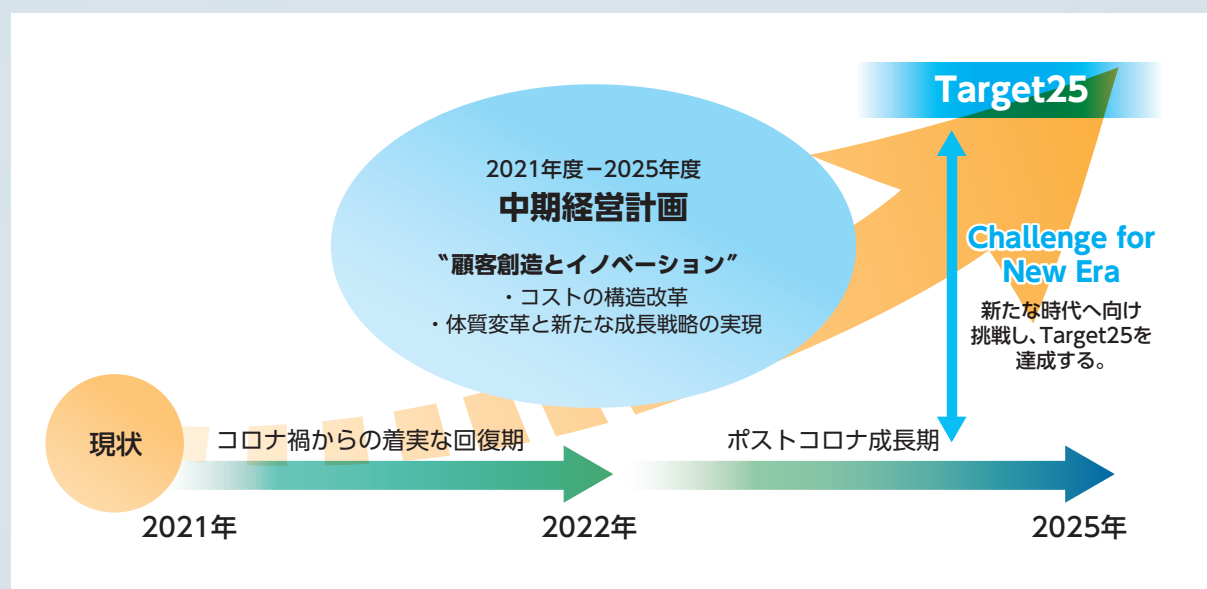 Target25
2021年度－2025年度
中期経営計画
〝顧客創造とイノベーション〞
・コストの構造改革
・体質変革と新たな成長戦略の実現
Challenge for
New Era
新たな時代へ向け
挑戦し、Target25を
達成する。
現状
コロナ禍からの着実な回復期
ポストコロナ成長期
2021年
2022年
2025年